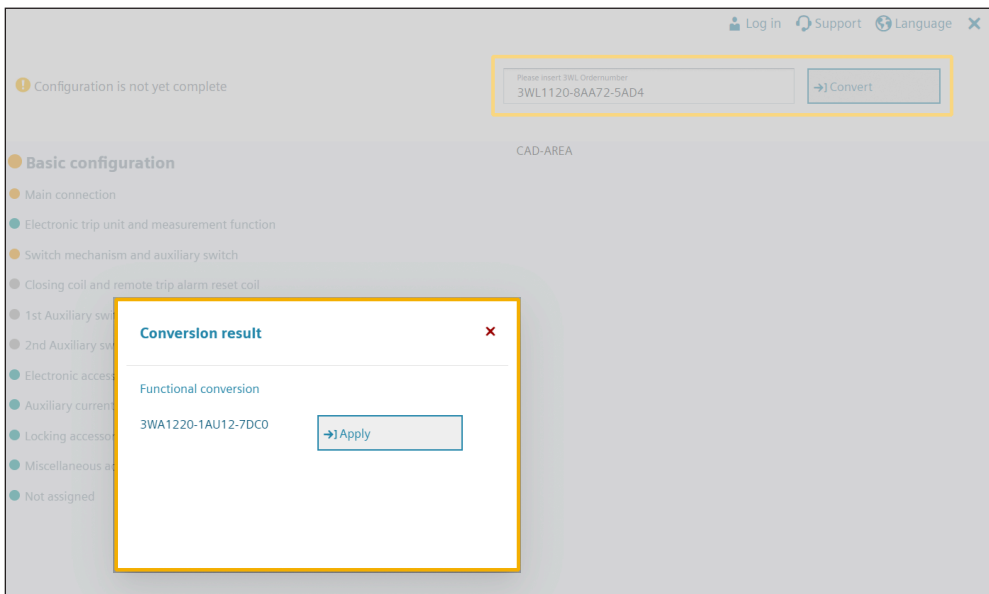 Log in Support Language
Configuration is not yet complete
Please insert 3WL Ordernumber
3WL1120-8AA72-5AD4
Convert
CAD-AREA
Basic configuration
Main connection
Electronic trip unit and measurement function
Switch mechanism and auxiliary switch
Closing coil and remote trip alarm reset coil
1st Auxiliary swi
2nd Auxiliary sw
Electronic access
Auxiliary current
Locking accessor
Miscellaneous a
Not assigned
Conversion result
Functional conversion
3WA1220-1AU12-7DC0
Apply